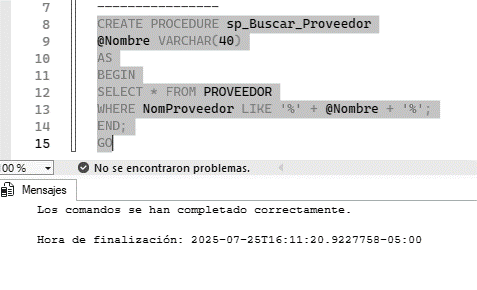 7 ----------------
8 CREATE PROCEDURE sp_Buscar_Proveedor
9 @Nombre VARCHAR(40)
10 AS
11 BEGIN
12 SELECT * FROM PROVEEDOR
13 WHERE NomProveedor LIKE '%' + @Nombre + '%';
14 END;
15 GO
100 % No se encontraron problemas.
Mensajes
Los comandos se han completado correctamente.
Hora de finalización: 2025-07-25T16:11:20.9227758-05:00